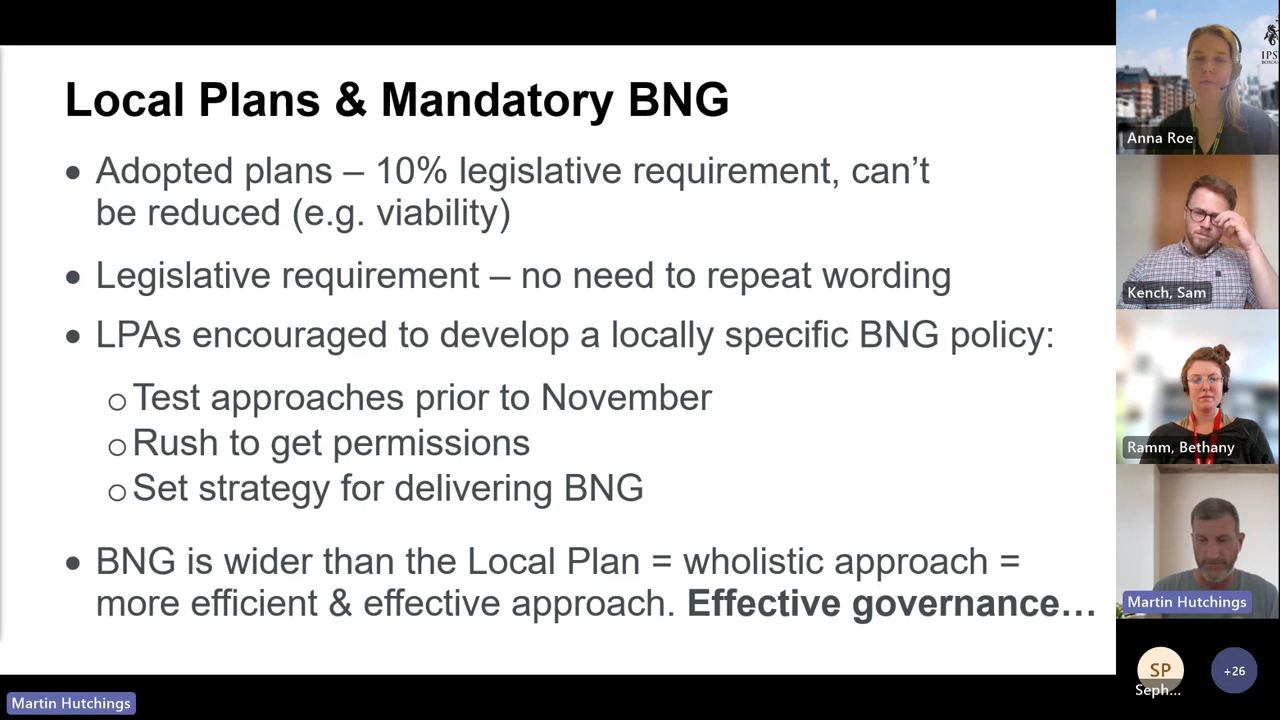 Local Plans & Mandatory BNG
• Adopted plans – 10% legislative requirement, can't
be reduced (e.g. viability)
• Legislative requirement – no need to repeat wording
• LPAs encouraged to develop a locally specific BNG policy:
o Test approaches prior to November
o Rush to get permissions
o Set strategy for delivering BNG
• BNG is wider than the Local Plan = wholistic approach =
more efficient & effective approach. Effective governance…
Martin Hutchings
IPS
Anna Roe
Kench, Sam
Ramm, Bethany
Martin Hutchings
SP
Seph...
+26